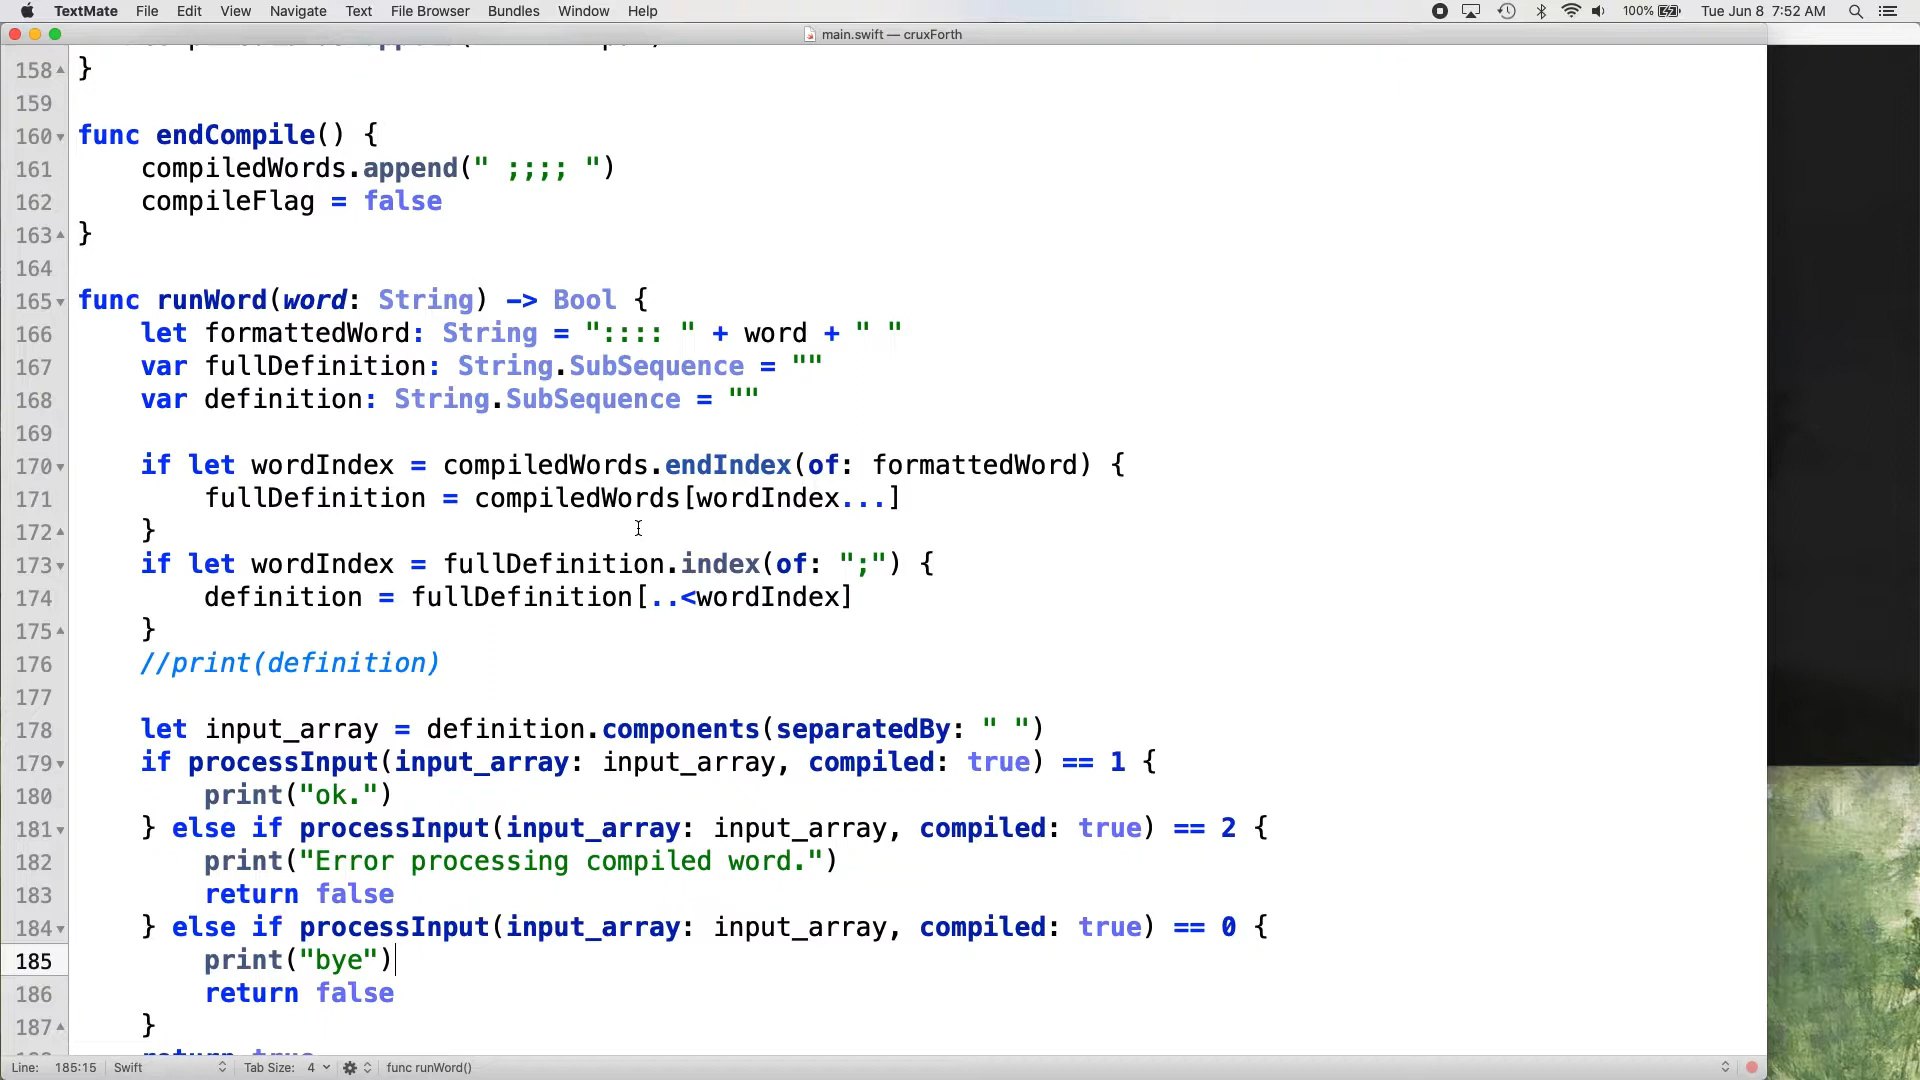 TextMate File Edit View Navigate Text File Browser Bundles Window Help 100% Tue Jun 8 7:52 AM
main.swift — cruxForth
158 }
159
160 func endCompile() {
161 compiledWords.append(" ;;;; ")
162 compileFlag = false
163 }
164
165 func runWord(word: String) -> Bool {
166 let formattedWord: String = ":::: " + word + " "
167 var fullDefinition: String.SubSequence = ""
168 var definition: String.SubSequence = ""
169
170 if let wordIndex = compiledWords.endIndex(of: formattedWord) {
171 fullDefinition = compiledWords[wordIndex...]
172 }
173 if let wordIndex = fullDefinition.index(of: ";") {
174 definition = fullDefinition[..<wordIndex]
175 }
176 //print(definition)
177
178 let input_array = definition.components(separatedBy: " ")
179 if processInput(input_array: input_array, compiled: true) == 1 {
180 print("ok.")
181 } else if processInput(input_array: input_array, compiled: true) == 2 {
182 print("Error processing compiled word.")
183 return false
184 } else if processInput(input_array: input_array, compiled: true) == 0 {
185 print("bye")
186 return false
187 }
return true
Line: 185:15 Swift Tab Size: 4 func runWord()